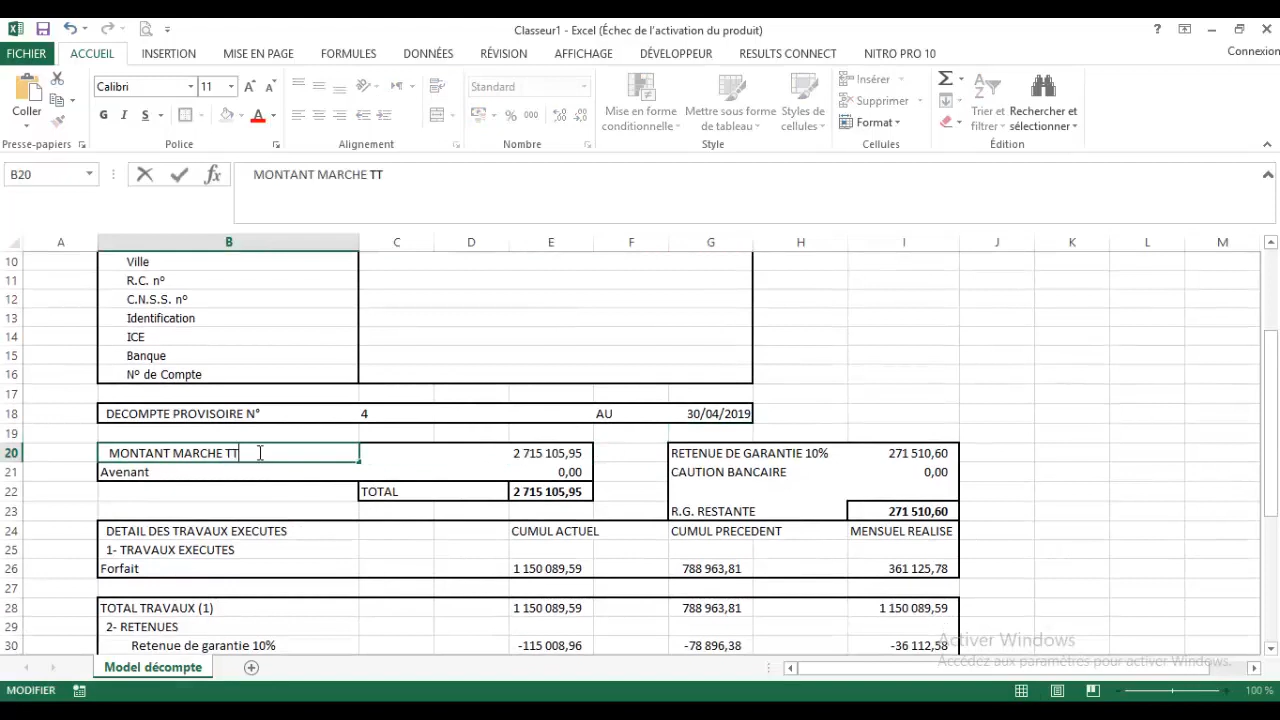 Classeur1 - Excel (Échec de l'activation du produit)
FICHIER ACCUEIL INSERTION MISE EN PAGE FORMULES DONNÉES RÉVISION AFFICHAGE DÉVELOPPEUR RESULTS CONNECT NITRO PRO 10 Connexion
Coller
Presse-papiers
Calibri 11
G I S
Police
Alignement
Standard
% 000
Nombre
Mise en forme conditionnelle
Mettre sous forme de tableau
Styles de cellules
Style
Insérer
Supprimer
Format
Cellules
Trier et filtrer
Rechercher et sélectionner
Édition
B20 MONTANT MARCHE TT
A B C D E F G H I J K L M
10 Ville
11 R.C. nº
12 C.N.S.S. nº
13 Identification
14 ICE
15 Banque
16 Nº de Compte
17
18 DECOMPTE PROVISOIRE N° 4 AU 30/04/2019
19
20 MONTANT MARCHE TT 2 715 105,95 RETENUE DE GARANTIE 10% 271 510,60
21 Avenant 0,00 CAUTION BANCAIRE 0,00
22 TOTAL 2 715 105,95
23 R.G. RESTANTE 271 510,60
24 DETAIL DES TRAVAUX EXECUTES CUMUL ACTUEL CUMUL PRECEDENT MENSUEL REALISE
25 1- TRAVAUX EXECUTES
26 Forfait 1 150 089,59 788 963,81 361 125,78
27
28 TOTAL TRAVAUX (1) 1 150 089,59 788 963,81 1 150 089,59
29 2- RETENUES
30 Retenue de garantie 10% -115 008,96 -78 896,38 -36 112,58
Activer Windows
Accédez aux paramètres pour activer Windows.
Model décompte
MODIFIER 100 %